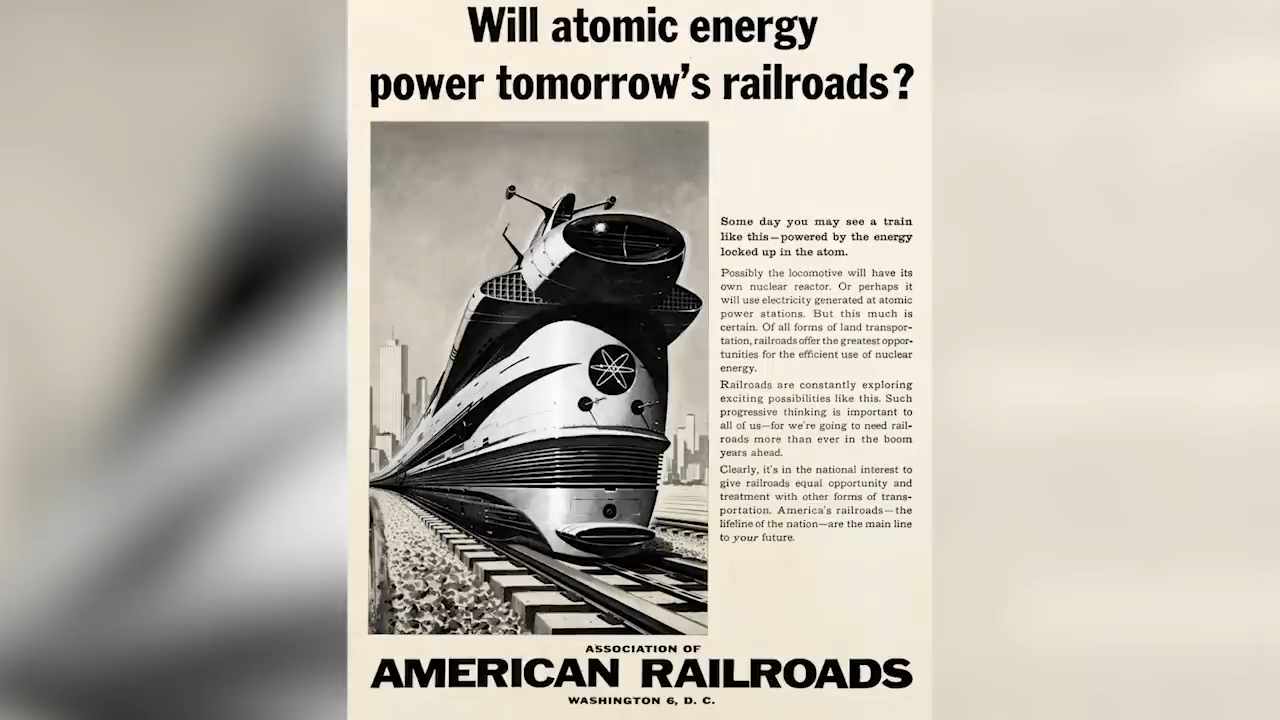 Will atomic energy
power tomorrow's railroads?
Some day you may see a train
like this—powered by the energy
locked up in the atom.
Possibly the locomotive will have its
own nuclear reactor. Or perhaps it
will use electricity generated at atomic
power stations. But this much is
certain. Of all forms of land transpor-
tation, railroads offer the greatest oppor-
tunities for the efficient use of nuclear
energy.
Railroads are constantly exploring
exciting possibilities like this. Such
progressive thinking is important to
all of us—for we're going to need rail-
roads more than ever in the boom
years ahead.
Clearly, it's in the national interest to
give railroads equal opportunity and
treatment with other forms of trans-
portation. America's railroads—the
lifeline of the nation—are the main line
to your future.
ASSOCIATION OF
AMERICAN RAILROADS
WASHINGTON 6, D. C.